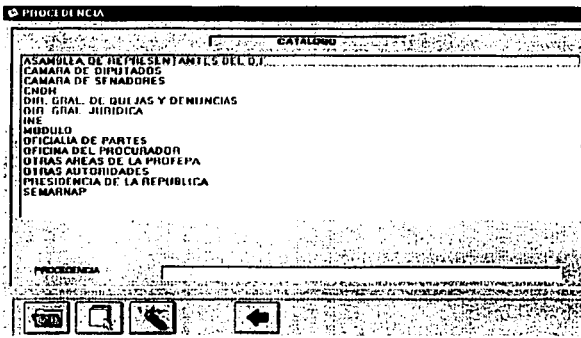 PROCEDENCIA
CATALOGO
ASAMBLEA DE REPRESENTANTES DEL D.F.
CAMARA DE DIPUTADOS
CAMARA DE SENADORES
CNDH
DIR. GRAL. DE QUEJAS Y DENUNCIAS
DIR. GRAL. JURIDICA
INE
MODULO
OFICIALIA DE PARTES
OFICINA DEL PROCURADOR
OTRAS AREAS DE LA PROFEPA
OTRAS AUTORIDADES
PRESIDENCIA DE LA REPUBLICA
SEMARNAP
PROCEDENCIA